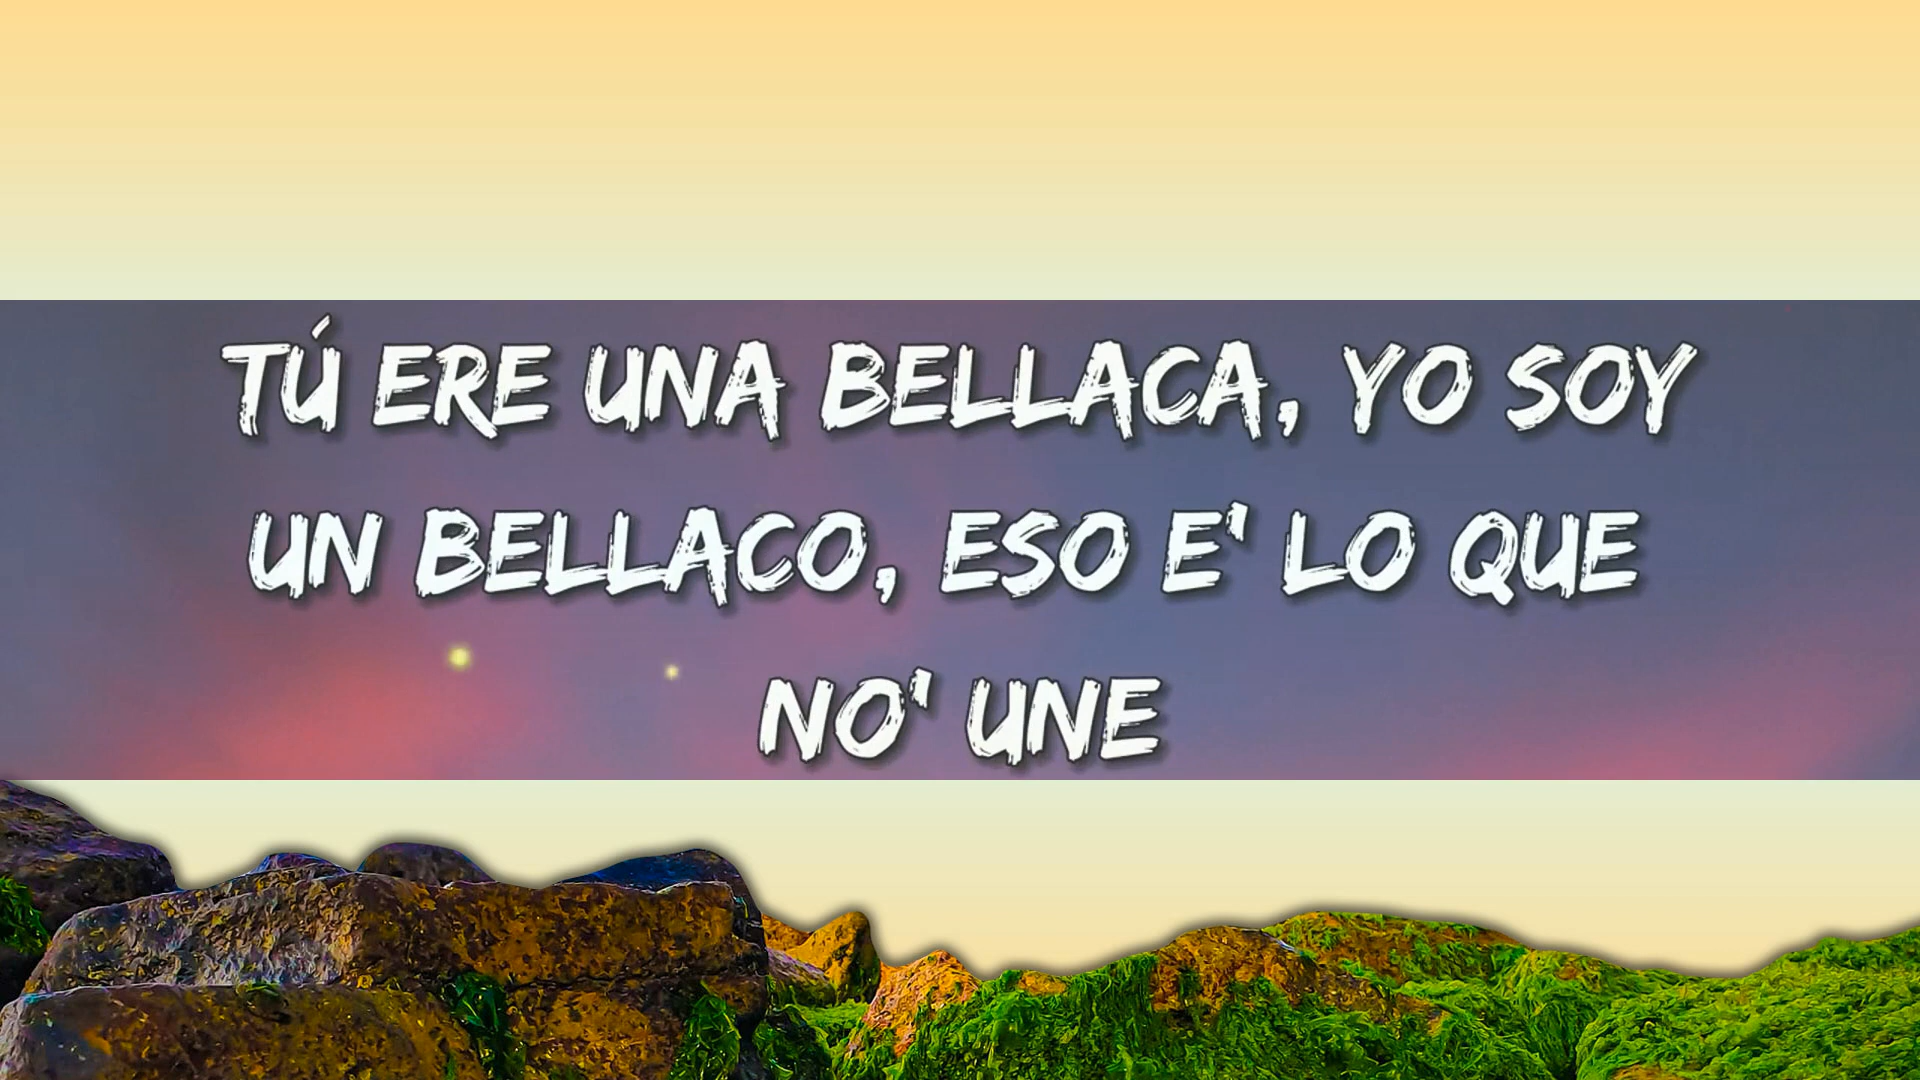 TÚ ERE UNA BELLACA, YO SOY
UN BELLACO, ESO E' LO QUE
NO' UNE